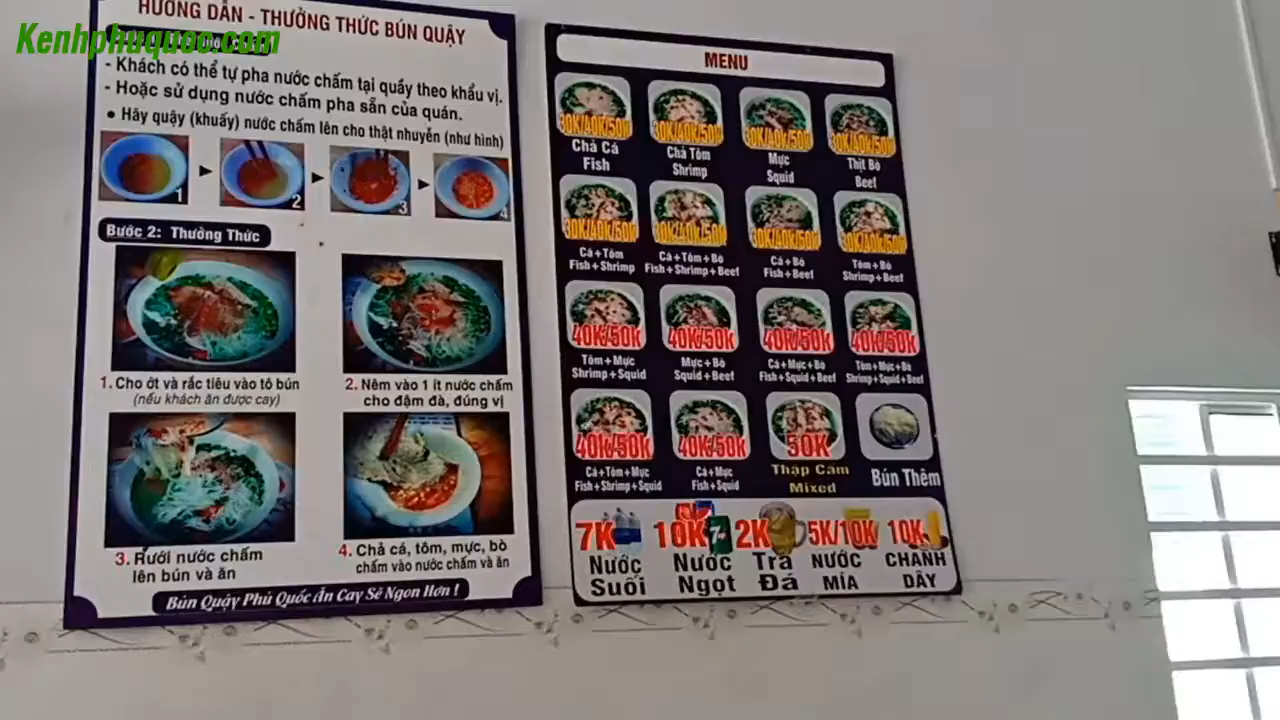 Kenhphuquoc.com
HƯỚNG DẪN - THƯỞNG THỨC BÚN QUẬY
- Khách có thể tự pha nước chấm tại quầy theo khẩu vị.
- Hoặc sử dụng nước chấm pha sẵn của quán.
• Hãy quậy (khuấy) nước chấm lên cho thật nhuyễn (như hình)
1 2 3 4
Bước 2: Thưởng Thức
1. Cho ớt và rắc tiêu vào tô bún
(nếu khách ăn được cay)
2. Nêm vào 1 ít nước chấm
cho đậm đà, đúng vị
3. Rưới nước chấm
lên bún và ăn
4. Chả cá, tôm, mực, bò
chấm vào nước chấm và ăn
Bún Quậy Phú Quốc Ăn Cay Sẽ Ngon Hơn !
MENU
30K/40k/50k
Chả Cá
Fish
30K/40k/50k
Chả Tôm
Shrimp
30K/40k/50k
Mực
Squid
30K/40k/50k
Thịt Bò
Beef
30K/40k/50k
Cá+Tôm
Fish+Shrimp
30K/40k/50k
Cá+Tôm+Bò
Fish+Shrimp+Beef
30K/40k/50k
Cá+Bò
Fish+Beef
30K/40k/50k
Tôm+Bò
Shrimp+Beef
40K/50k
Tôm+Mực
Shrimp+Squid
40K/50k
Mực+Bò
Squid+Beef
40K/50k
Cá+Mực+Bò
Fish+Squid+Beef
40K/50k
Tôm+Mực+Bò
Shrimp+Squid+Beef
40K/50k
Cá+Tôm+Mực
Fish+Shrimp+Squid
40K/50k
Cá+Mực
Fish+Squid
50K
Thập Cẩm
Mixed
Bún Thêm
7K
Nước
Suối
10K
Nước
Ngọt
2K
Trà
Đá
5K/10K
NƯỚC
MÍA
10K
CHANH
DÂY